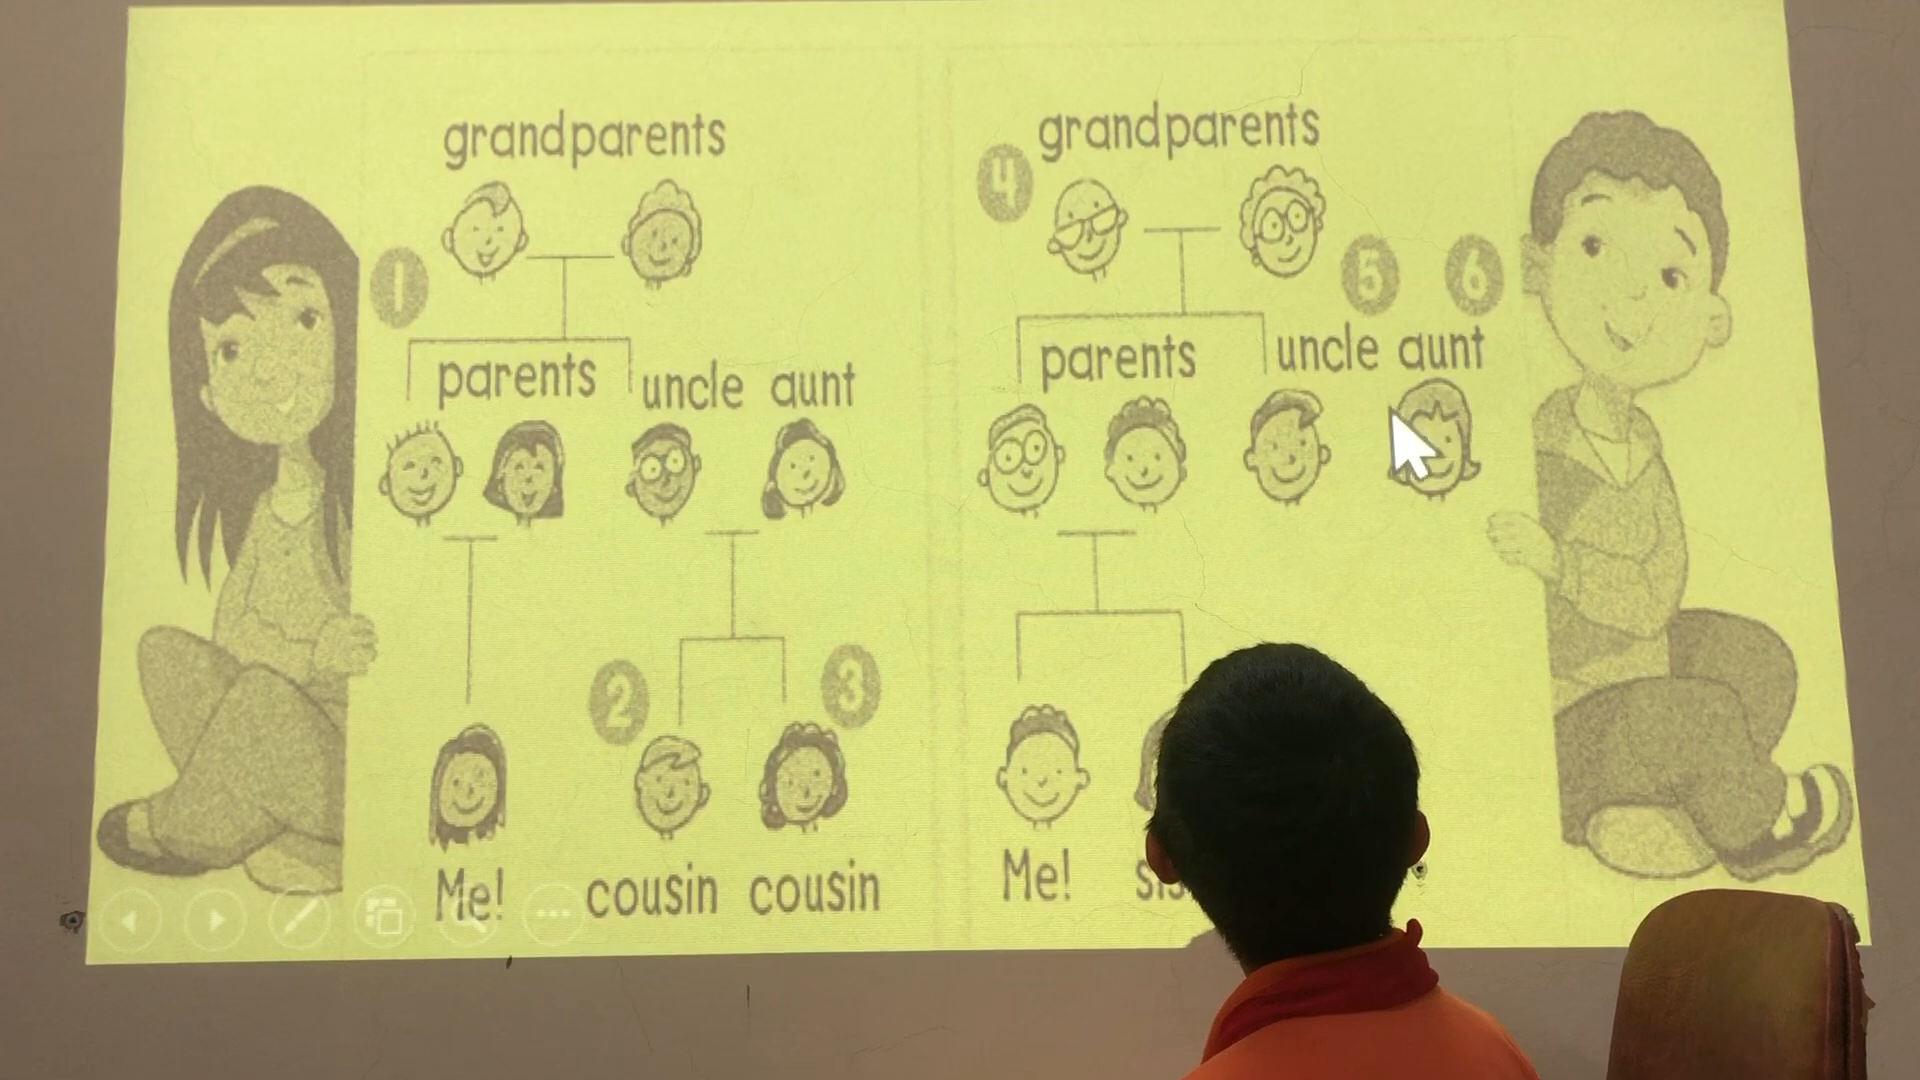 grandparents
1
parents
uncle aunt
2
3
Me!
cousin cousin
4
grandparents
5
6
parents
uncle aunt
Me!